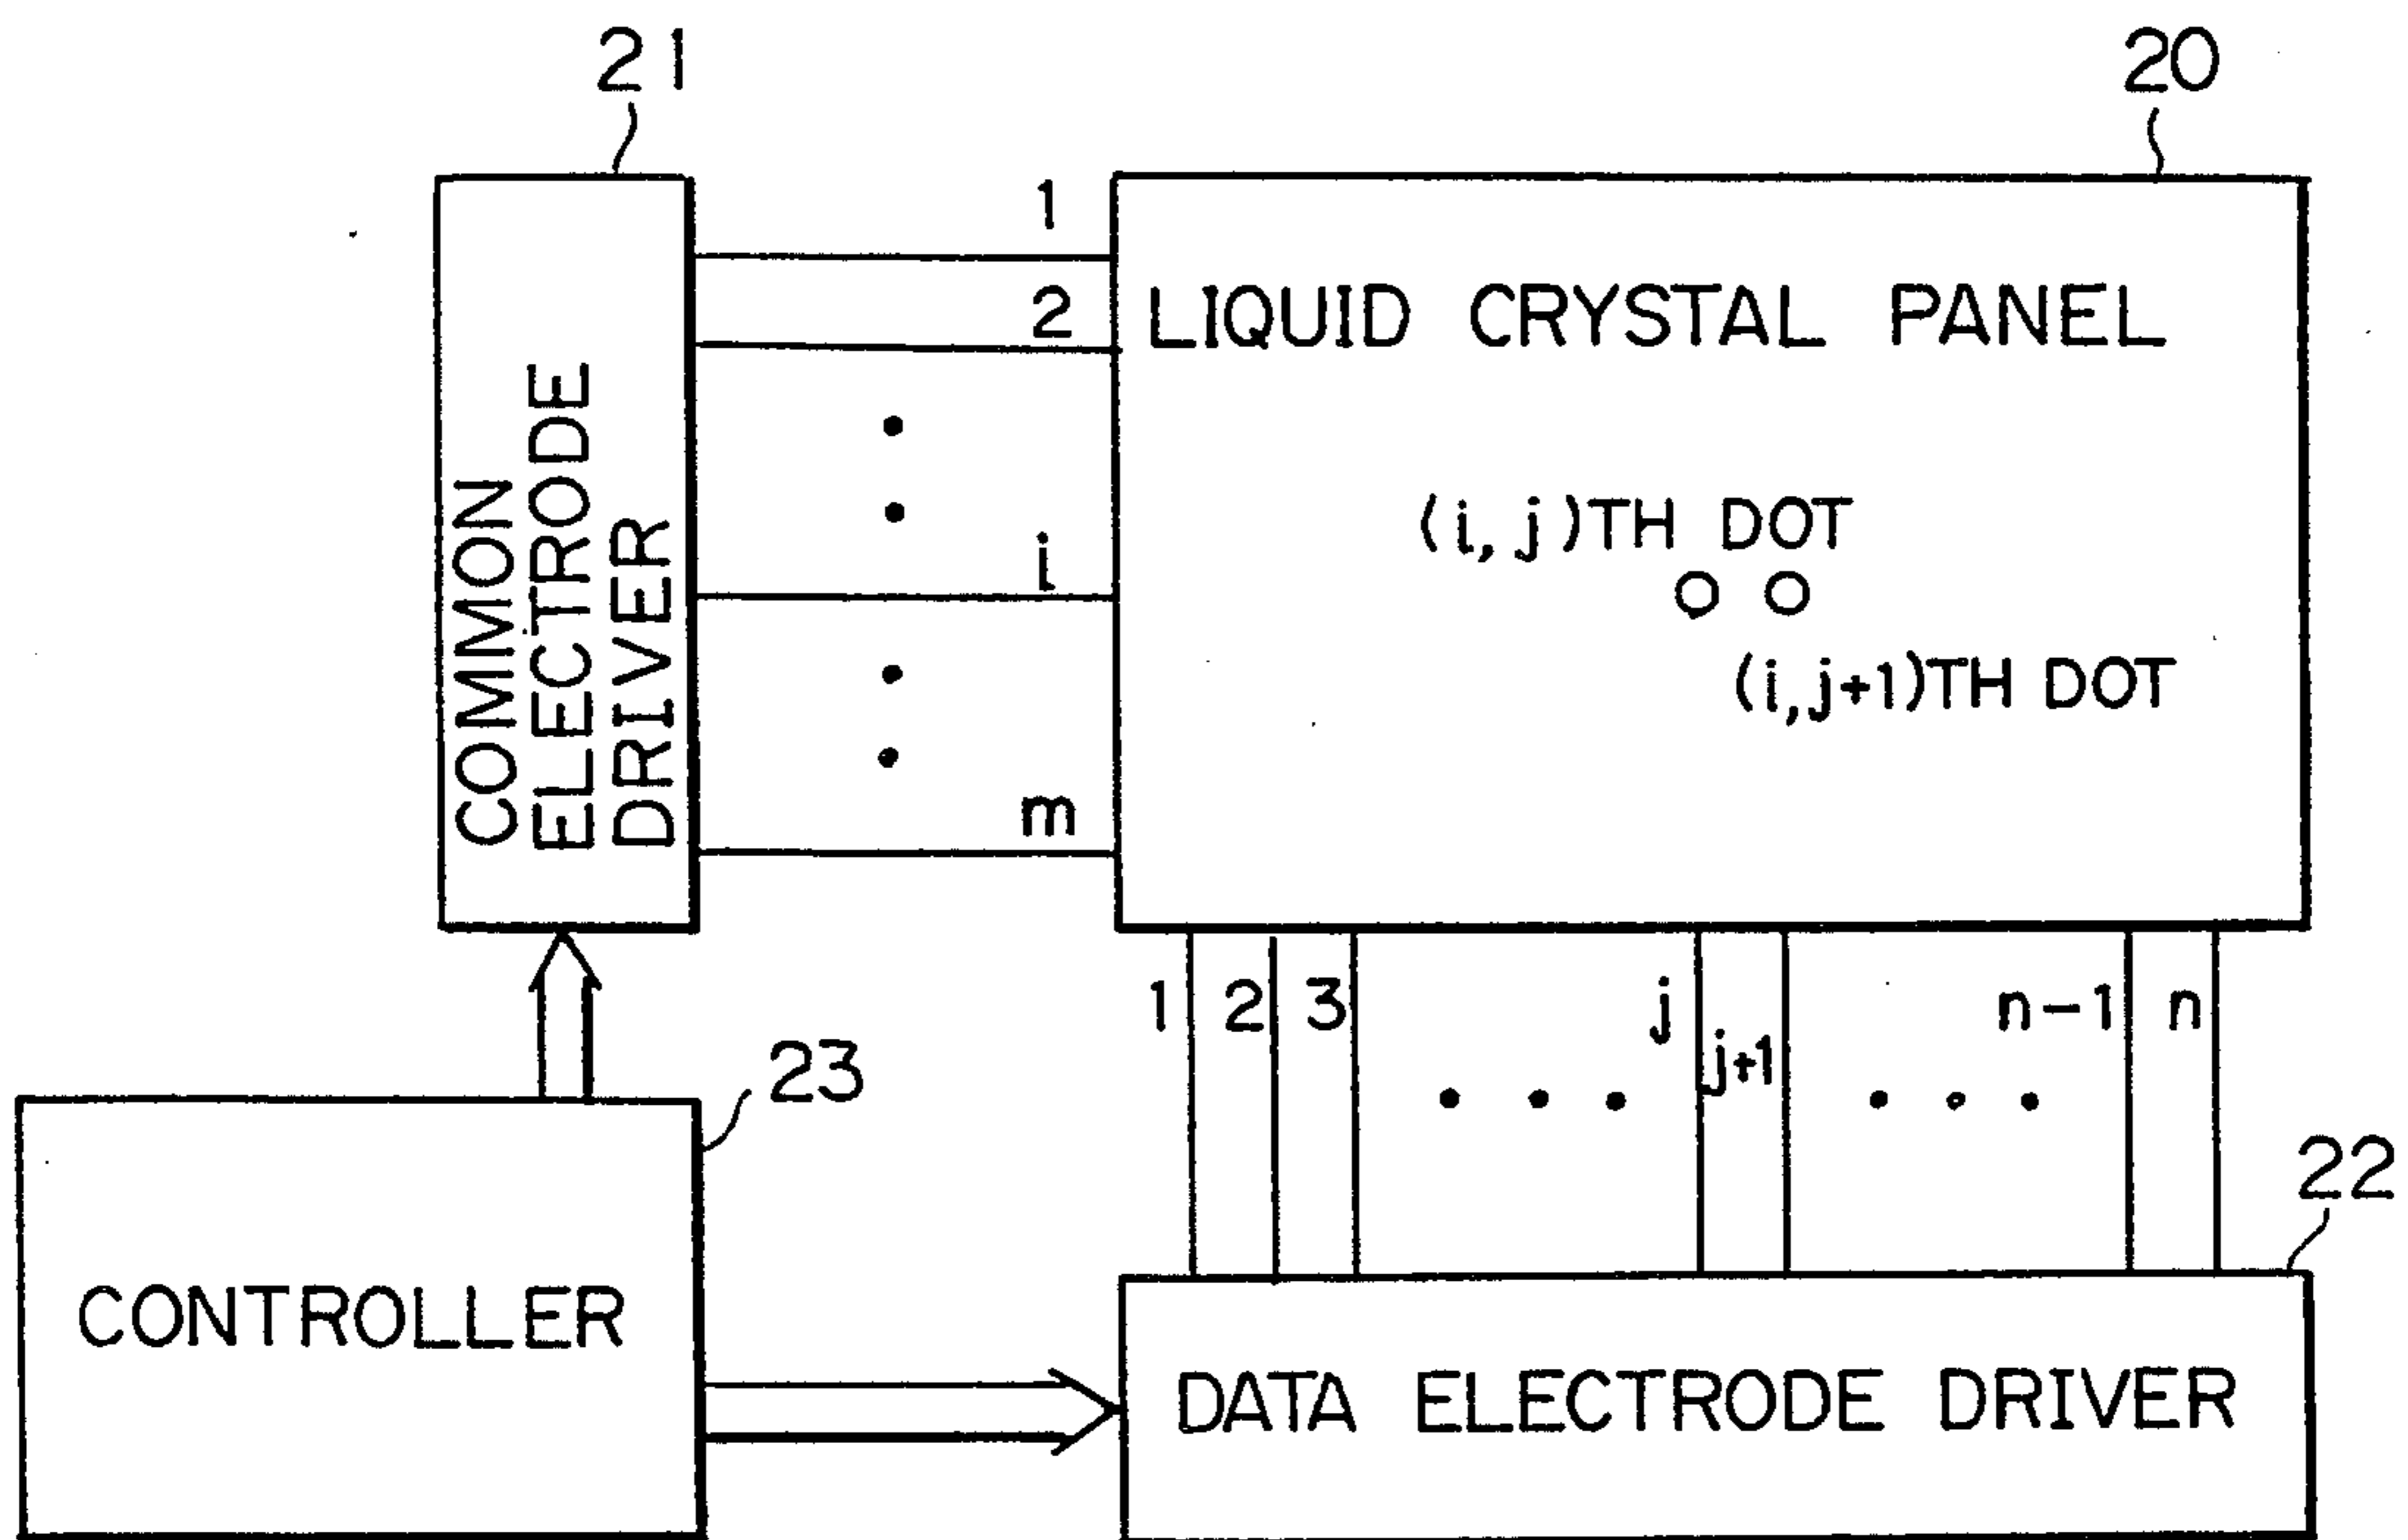 21
20
1
2
LIQUID CRYSTAL PANEL
COMMON
ELECTRODE
DRIVER
i
m
(i, j)TH DOT
(i,j+1)TH DOT
1 2 3 j j+1 n-1 n
23
22
CONTROLLER
DATA ELECTRODE DRIVER